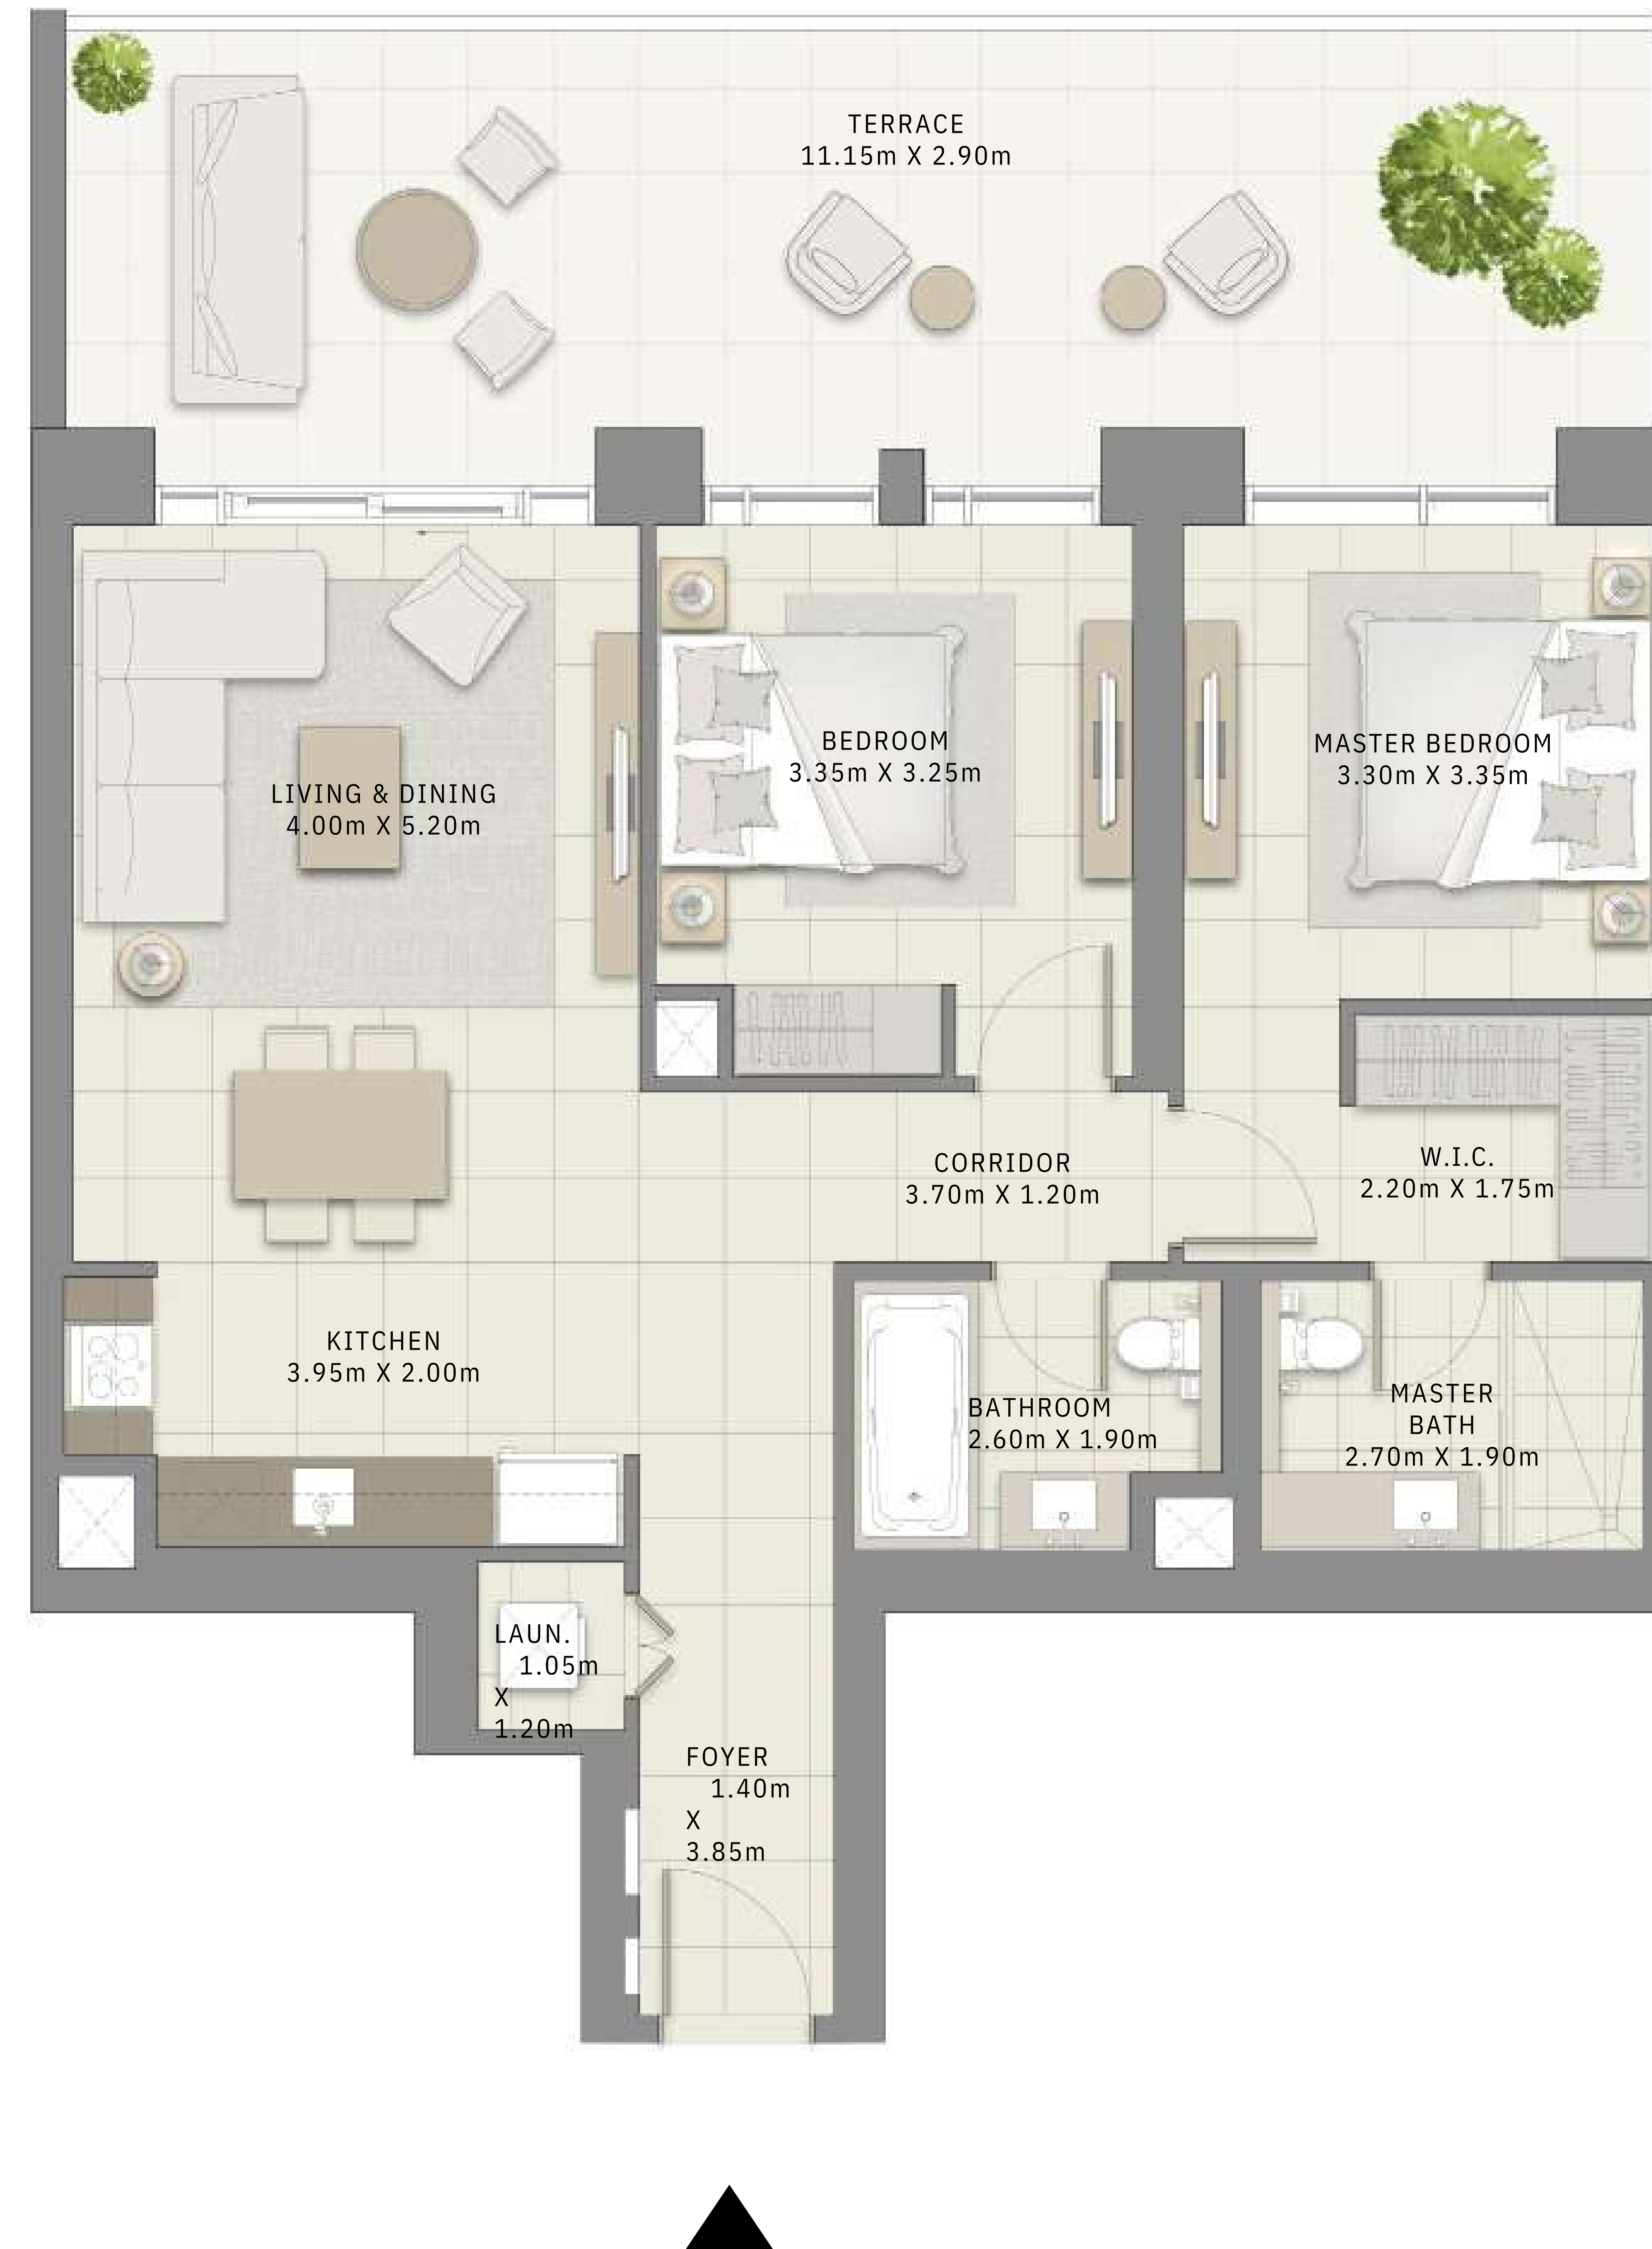 TERRACE
11.15m X 2.90m
LIVING & DINING
4.00m X 5.20m
BEDROOM
3.35m X 3.25m
MASTER BEDROOM
3.30m X 3.35m
CORRIDOR
3.70m X 1.20m
W.I.C.
2.20m X 1.75m
KITCHEN
3.95m X 2.00m
BATHROOM
2.60m X 1.90m
MASTER
BATH
2.70m X 1.90m
LAUN.
1.05m
X
1.20m
FOYER
1.40m
X
3.85m